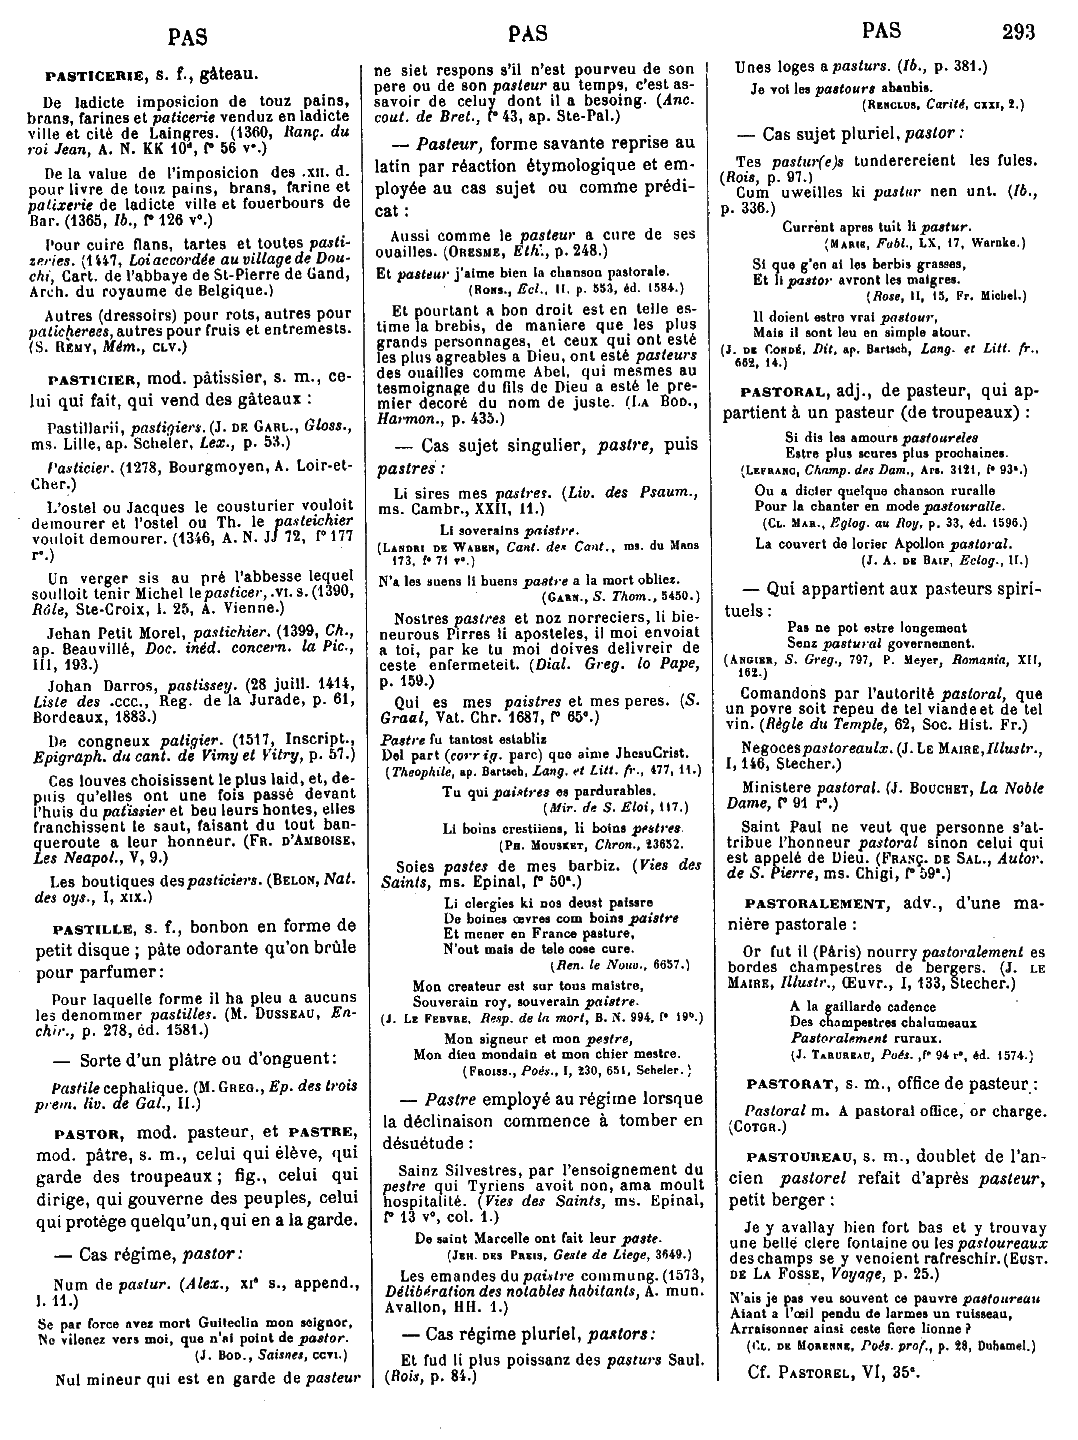 PAS
PAS
PAS
293
PASTICERIE, s. f., gâteau.
De ladicte imposicion de touz pains,
brans, farines et paticerie venduz en ladicte
ville et cité de Laingres. (1360, Ranç. du
roi Jean, A. N. KK 10ᵃ, fº 56 vº.)
De la value de l'imposicion des .XII. d.
pour livre de touz pains, brans, farine et
patixerie de ladicte ville et fouerbours de
Bar. (1365, Ib., fº 126 vº.)
Pour cuire flans, tartes et toutes pasti-
zeries. (1447, Loi accordée au village de Dou-
chi, Cart. de l'abbaye de St-Pierre de Gand,
Arch. du royaume de Belgique.)
Autres (dressoirs) pour rots, autres pour
paticherees, autres pour fruis et entremests.
(S. REMY, Mém., CLV.)
PASTICIER, mod. pâtissier, s. m., ce-
lui qui fait, qui vend des gâteaux :
Pastillarii, pastigiers. (J. DE GARL., Gloss.,
ms. Lille, ap. Scheler, Lex., p. 53.)
Pasticier. (1278, Bourgmoyen, A. Loir-et-
Cher.)
L'ostel ou Jacques le cousturier vouloit
demourer et l'ostel ou Th. le pasteichier
vouloit demourer. (1346, A. N. JJ 72, fº 177
rº.)
Un verger sis au pré l'abbesse lequel
soulloit tenir Michel le pasticer, .VI. s. (1390,
Rôle, Ste-Croix, l. 25, A. Vienne.)
Jehan Petit Morel, pastichier. (1399, Ch.,
ap. Beauvillé, Doc. inéd. concern. la Pic.,
III, 193.)
Johan Darros, pastissey. (28 juill. 1414,
Liste des .CCC., Reg. de la Jurade, p. 61,
Bordeaux, 1883.)
De congneux patigier. (1517, Inscript.,
Epigraph. du cant. de Vimy et Vitry, p. 57.)
Ces louves choisissent le plus laid, et, de-
puis qu'elles ont une fois passé devant
l'huis du patissier et beu leurs hontes, elles
franchissent le saut, faisant du tout ban-
queroute a leur honneur. (FR. D'AMBOISE,
Les Neapol., V, 9.)
Les boutiques des pasticiers. (BELON, Nat.
des oys., I, XIX.)
PASTILLE, s. f., bonbon en forme de
petit disque ; pâte odorante qu'on brûle
pour parfumer :
Pour laquelle forme il ha pleu a aucuns
les denommer pastilles. (M. DUSSEAU, En-
chir., p. 278, éd. 1581.)
— Sorte d'un plâtre ou d'onguent :
Pastile cephalique. (M. GREG., Ep. des trois
prem. liv. de Gal., II.)
PASTOR, mod. pasteur, et PASTRE,
mod. pâtre, s. m., celui qui élève, qui
garde des troupeaux ; fig., celui qui
dirige, qui gouverne des peuples, celui
qui protège quelqu'un, qui en a la garde.
— Cas régime, pastor :
Num de pastur. (Alex., XIᵉ s., append.,
l. 11.)
Se par force avez mort Guiteclin mon seignor,
No vilonez vers moi, que n'ai point de pastor.
(J. BOD., Saisnes, CCVI.)
Nul mineur qui est en garde de pasteur
ne siet respons s'il n'est pourveu de son
pere ou de son pasteur au temps, c'est as-
savoir de celuy dont il a besoing. (Anc.
cout. de Bret., fº 43, ap. Ste-Pal.)
— Pasteur, forme savante reprise au
latin par réaction étymologique et em-
ployée au cas sujet ou comme prédi-
cat :
Aussi comme le pasteur a cure de ses
ouailles. (ORESME, Eth., p. 248.)
Et pasteur j'aime bien la chanson pastorale.
(RONS., Ecl., II, p. 553, éd. 1584.)
Et pourtant a bon droit est en telle es-
time la brebis, de maniere que les plus
grands personnages, et ceux qui ont esté
les plus agreables a Dieu, ont esté pasteurs
des ouailles comme Abel, qui mesmes au
tesmoignage du fils de Dieu a esté le pre-
mier decoré du nom de juste. (LA BOD.,
Harmon., p. 435.)
— Cas sujet singulier, pastre, puis
pastres :
Li sires mes pastres. (Liv. des Psaum.,
ms. Cambr., XXII, 11.)
Li soverains paistre.
(LANDRI DE WABEN, Cant. des Cant., ms. du Mans
173, fº 71 vº.)
N'a les suens li buens pastre a la mort obliez.
(GARN., S. Thom., 5450.)
Nostres pastres et noz norreciers, li bie-
neurous Pirres li aposteles, il moi envoiat
a toi, par ke tu moi doives delivreir de
ceste enfermeteit. (Dial. Greg. lo Pape,
p. 159.)
Qui es mes paistres et mes peres. (S.
Graal, Vat. Chr. 1687, fº 65ᵉ.)
Pastre fu tantost establiz
Del part (corrig. parc) que aime JhesuCrist.
(Theophile, ap. Bartsch, Lang. et Litt. fr., 477, 11.)
Tu qui paistres es pardurables.
(Mir. de S. Eloi, 117.)
Li boins crestiiens, li boins pestres.
(PH. MOUSKET, Chron., 23652.
Soies pastes de mes barbiz. (Vies des
Saints, ms. Epinal, fº 50ᵃ.)
Li clergies ki nos deust paissre
De boines œvres com boins paistre
Et mener en France pasture,
N'out mais de tele cose cure.
(Ren. le Nouv., 6657.)
Mon createur est sur tous maistre,
Souverain roy, souverain paistre.
(J. LE FEBVRE, Resp. de la mort, B. N. 994, fº 19ᵇ.)
Mon signeur et mon pestre,
Mon dieu mondain et mon chier mestre.
(FROISS., Poés., I, 230, 651, Scheler.)
— Pastre employé au régime lorsque
la déclinaison commence à tomber en
désuétude :
Sainz Silvestres, par l'ensoignement du
pestre qui Tyriens avoit non, ama moult
hospitalité. (Vies des Saints, ms. Epinal,
fº 13 vº, col. 1.)
De saint Marcelle ont fait leur paste.
(JEH. DES PREIS, Geste de Liege, 3649.)
Les emandes du paistre commung. (1573,
Délibération des notables habitants, A. mun.
Avallon, HH. 1.)
— Cas régime pluriel, pastors :
Et fud li plus poissanz des pasturs Saul.
(Rois, p. 84.)
Unes loges a pasturs. (Ib., p. 381.)
Je voi les pastours abaubis.
(RENCLUS, Carité, CXXI, 2.)
— Cas sujet pluriel, pastor :
Tes pastur(e)s tunderereient les fules.
(Rois, p. 97.)
Cum uweilles ki pastur nen unt. (Ib.,
p. 336.)
Current apres tuit li pastur.
(MARIE, Fabl., LX, 17, Warnke.)
Si que g'en ai les berbis grasses,
Et li pastor avront les maigres.
(Rose, II, 15, Fr. Michel.)
Il doient estre vrai pastour,
Mais il sont leu en simple atour.
(J. DE CONDÉ, Dit, ap. Bartsch, Lang. et Litt. fr.,
662, 14.)
PASTORAL, adj., de pasteur, qui ap-
partient à un pasteur (de troupeaux) :
Si dis les amours pastoureles
Estre plus seures plus prochaines.
(LEFRANC, Champ. des Dam., Ars. 3121, fº 93ᵃ.)
Ou a dicter quelque chanson ruralle
Pour la chanter en mode pastouralle.
(CL. MAR., Eglog. au Roy, p. 33, éd. 1596.)
La couvert de lorier Apollon pastoral.
(J. A. DE BAIF, Eclog., II.)
— Qui appartient aux pasteurs spiri-
tuels :
Pas ne pot estre longement
Senz pastural governement.
(ANGIER, S. Greg., 797, P. Meyer, Romania, XII,
162.)
Comandons par l'autorité pastoral, que
un povre soit repeu de tel viande et de tel
vin. (Règle du Temple, 62, Soc. Hist. Fr.)
Negoces pastoreaulx. (J. LE MAIRE, Illustr.,
I, 146, Stecher.)
Ministere pastoral. (J. BOUCHET, La Noble
Dame, fº 91 rº.)
Saint Paul ne veut que personne s'at-
tribue l'honneur pastoral sinon celui qui
est appelé de Dieu. (FRANÇ. DE SAL., Autor.
de S. Pierre, ms. Chigi, fº 59ᵃ.)
PASTORALEMENT, adv., d'une ma-
nière pastorale :
Or fut il (Pâris) nourry pastoralement es
bordes champestres de bergers. (J. LE
MAIRE, Illustr., Œuvr., I, 133, Stecher.)
A la gaillarde cadence
Des champestres chalumeaux
Pastoralement ruraux.
(J. TAHUREAU, Poés., fº 94 rº, éd. 1574.)
PASTORAT, s. m., office de pasteur :
Pastoral m. A pastoral office, or charge.
(COTGR.)
PASTOUREAU, s. m., doublet de l'an-
cien pastorel refait d'après pasteur,
petit berger :
Je y avallay bien fort bas et y trouvay
une belle clere fontaine ou les pastoureaux
des champs se y venoient rafreschir. (EUST.
DE LA FOSSE, Voyage, p. 25.)
N'ais je pas veu souvent ce pauvre pastoureau
Aiant a l'œil pendu de larmes un ruisseau,
Arraisonner ainsi ceste fiere lionne ?
(CL. DE MORENNE, Poés. prof., p. 28, Duhamel.)
Cf. PASTOREL, VI, 35ᵃ.